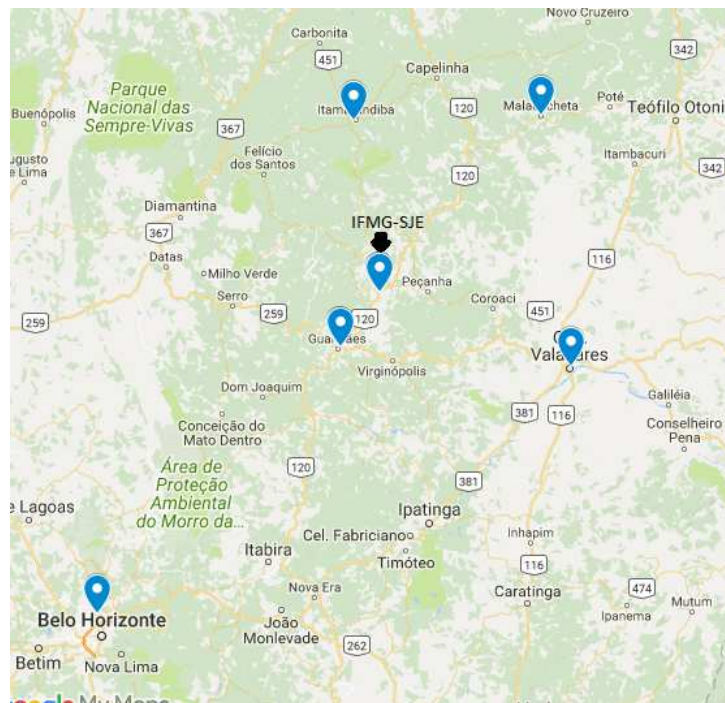 Novo Cruzeiro
Carbonita
451
342
Capelinha
Parque
Nacional das
Sempre-Vivas
Buenópolis
120
Poté
Teófilo Otoni
367
Itambacuri
ugusto
e Lima
Felício
dos Santos
342
120
Diamantina
IFMG-SJE
367
116
Datas
Milho Verde
Peçanha
Serro
Coroaci
451
259
259
120
Valadares
Virginópolis
Dom Joaquim
Galiléia
381
116
Conceição do
Mato Dentro
Conselheiro
Pena
Área de
Proteção
Ambiental
do Morro da...
120
381
e Lagoas
Ipatinga
Cel. Fabriciano
Inhapim
Itabira
Timóteo
116
Nova Era
474
Caratinga
Mutum
Ipanema
Belo Horizonte
João
Monlevade
262
Betim
Nova Lima